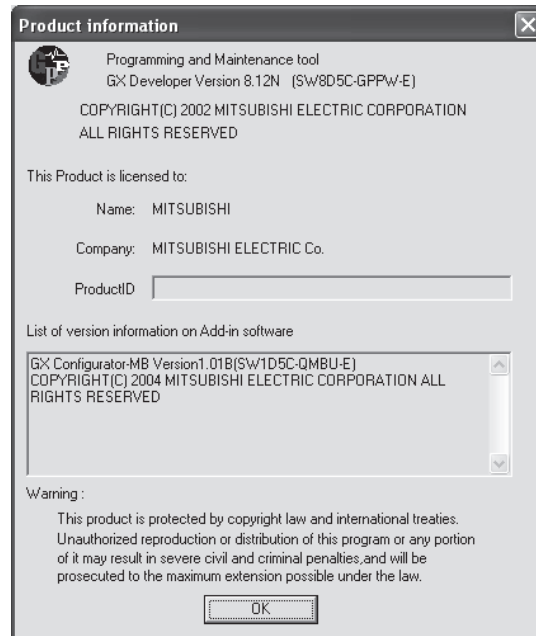 Product information
Programming and Maintenance tool
GX Developer Version 8.12N (SW8D5C-GPPW-E)
COPYRIGHT(C) 2002 MITSUBISHI ELECTRIC CORPORATION
ALL RIGHTS RESERVED
This Product is licensed to:
Name: MITSUBISHI
Company: MITSUBISHI ELECTRIC Co.
ProductID
List of version information on Add-in software
GX Configurator-MB Version1.01B(SW1D5C-QMBU-E)
COPYRIGHT(C) 2004 MITSUBISHI ELECTRIC CORPORATION ALL
RIGHTS RESERVED
Warning :
This product is protected by copyright law and international treaties.
Unauthorized reproduction or distribution of this program or any portion
of it may result in severe civil and criminal penalties,and will be
prosecuted to the maximum extension possible under the law.
OK